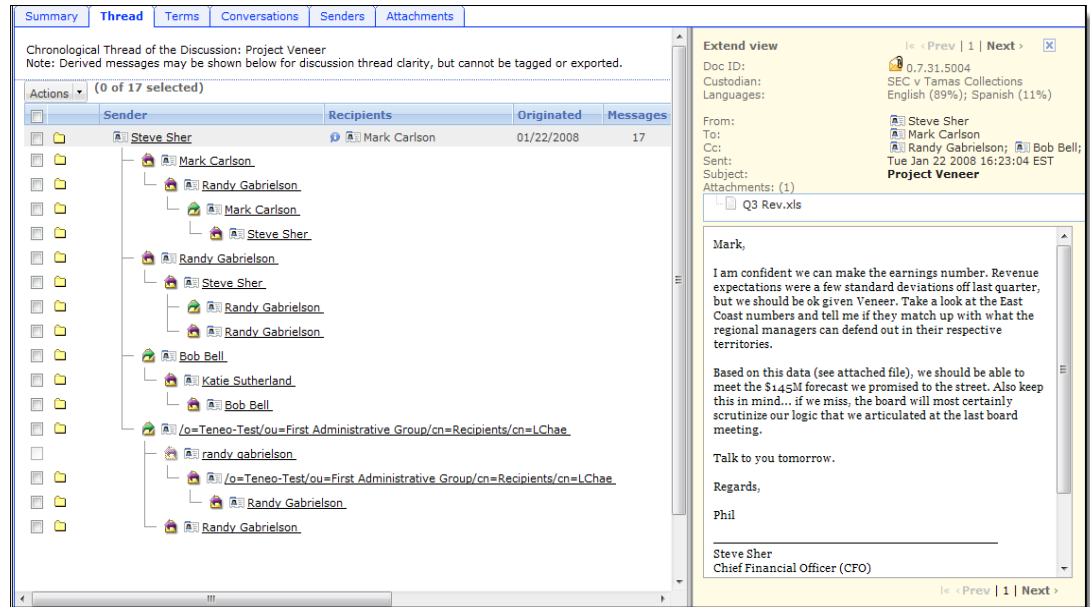 Summary Thread Terms Conversations Senders Attachments
Chronological Thread of the Discussion: Project Veneer
Note: Derived messages may be shown below for discussion thread clarity, but cannot be tagged or exported.
Actions (0 of 17 selected)
Sender Recipients Originated Messages
Steve Sher Mark Carlson 01/22/2008 17
Mark Carlson
Randy Gabrielson
Mark Carlson
Steve Sher
Randy Gabrielson
Steve Sher
Randy Gabrielson
Randy Gabrielson
Bob Bell
Katie Sutherland
Bob Bell
/o=Teneo-Test/ou=First Administrative Group/cn=Recipients/cn=LChae
randy gabrielson
/o=Teneo-Test/ou=First Administrative Group/cn=Recipients/cn=LChae
Randy Gabrielson
Randy Gabrielson
Extend view |< <Prev | 1 | Next > X
Doc ID: 0.7.31.5004
Custodian: SEC v Tamas Collections
Languages: English (89%); Spanish (11%)
From: Steve Sher
To: Mark Carlson
Cc: Randy Gabrielson; Bob Bell;
Sent: Tue Jan 22 2008 16:23:04 EST
Subject: Project Veneer
Attachments: (1)
Q3 Rev.xls
Mark,
I am confident we can make the earnings number. Revenue
expectations were a few standard deviations off last quarter,
but we should be ok given Veneer. Take a look at the East
Coast numbers and tell me if they match up with what the
regional managers can defend out in their respective
territories.
Based on this data (see attached file), we should be able to
meet the $145M forecast we promised to the street. Also keep
this in mind... if we miss, the board will most certainly
scrutinize our logic that we articulated at the last board
meeting.
Talk to you tomorrow.
Regards,
Phil
Steve Sher
Chief Financial Officer (CFO)
|< <Prev | 1 | Next >